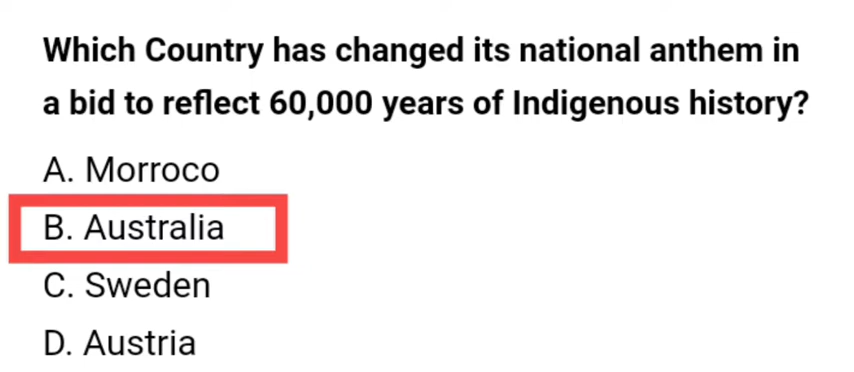 Which Country has changed its national anthem in
a bid to reflect 60,000 years of Indigenous history?
A. Morroco
B. Australia
C. Sweden
D. Austria